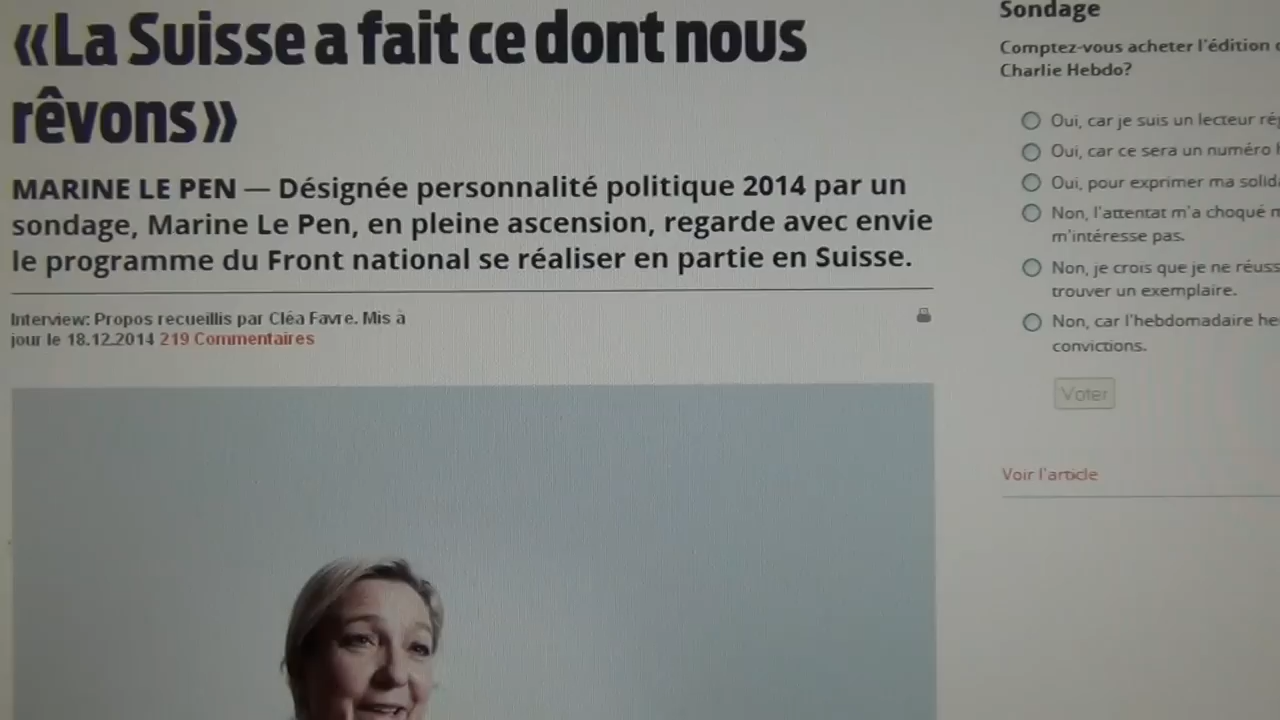 «La Suisse a fait ce dont nous
rêvons»
MARINE LE PEN — Désignée personnalité politique 2014 par un
sondage, Marine Le Pen, en pleine ascension, regarde avec envie
le programme du Front national se réaliser en partie en Suisse.
Interview: Propos recueillis par Cléa Favre. Mis à
jour le 18.12.2014 219 Commentaires
Sondage
Comptez-vous acheter l'édition
Charlie Hebdo?
Oui, car je suis un lecteur
Oui, car ce sera un numéro
Oui, pour exprimer ma
Non, l'attentat m'a choqué
m'intéresse pas.
Non, je crois que je ne
trouver un exemplaire.
Non, car l'hebdomadaire
convictions.
Voter
Voir l'article